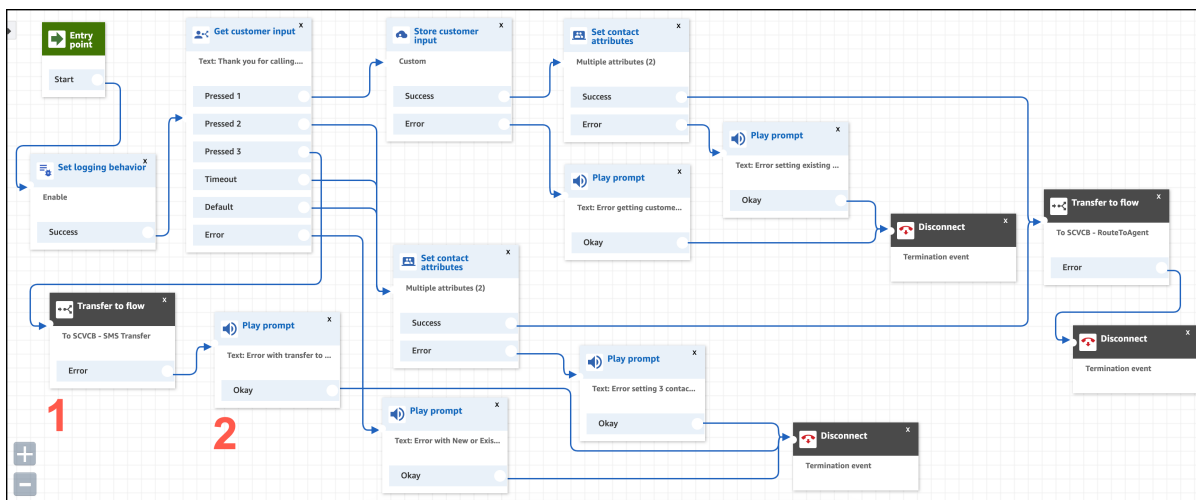 Entry
point
Start
Set logging behavior
x
Enable
Success
Get customer input
x
Text: Thank you for calling....
Pressed 1
Pressed 2
Pressed 3
Timeout
Default
Error
Store customer
input
x
Custom
Success
Error
Set contact
attributes
x
Multiple attributes (2)
Success
Error
Play prompt
x
Text: Error setting existing ...
Okay
Play prompt
x
Text: Error getting custome...
Okay
Disconnect
x
Termination event
Transfer to flow
x
To SCVCB - RouteToAgent
Error
Disconnect
x
Termination event
Set contact
attributes
x
Multiple attributes (2)
Success
Error
Transfer to flow
x
To SCVCB - SMS Transfer
Error
Play prompt
x
Text: Error with transfer to ...
Okay
Play prompt
x
Text: Error setting 3 contac...
Okay
Play prompt
x
Text: Error with New or Exis...
Okay
Disconnect
x
Termination event
1
2
+
−